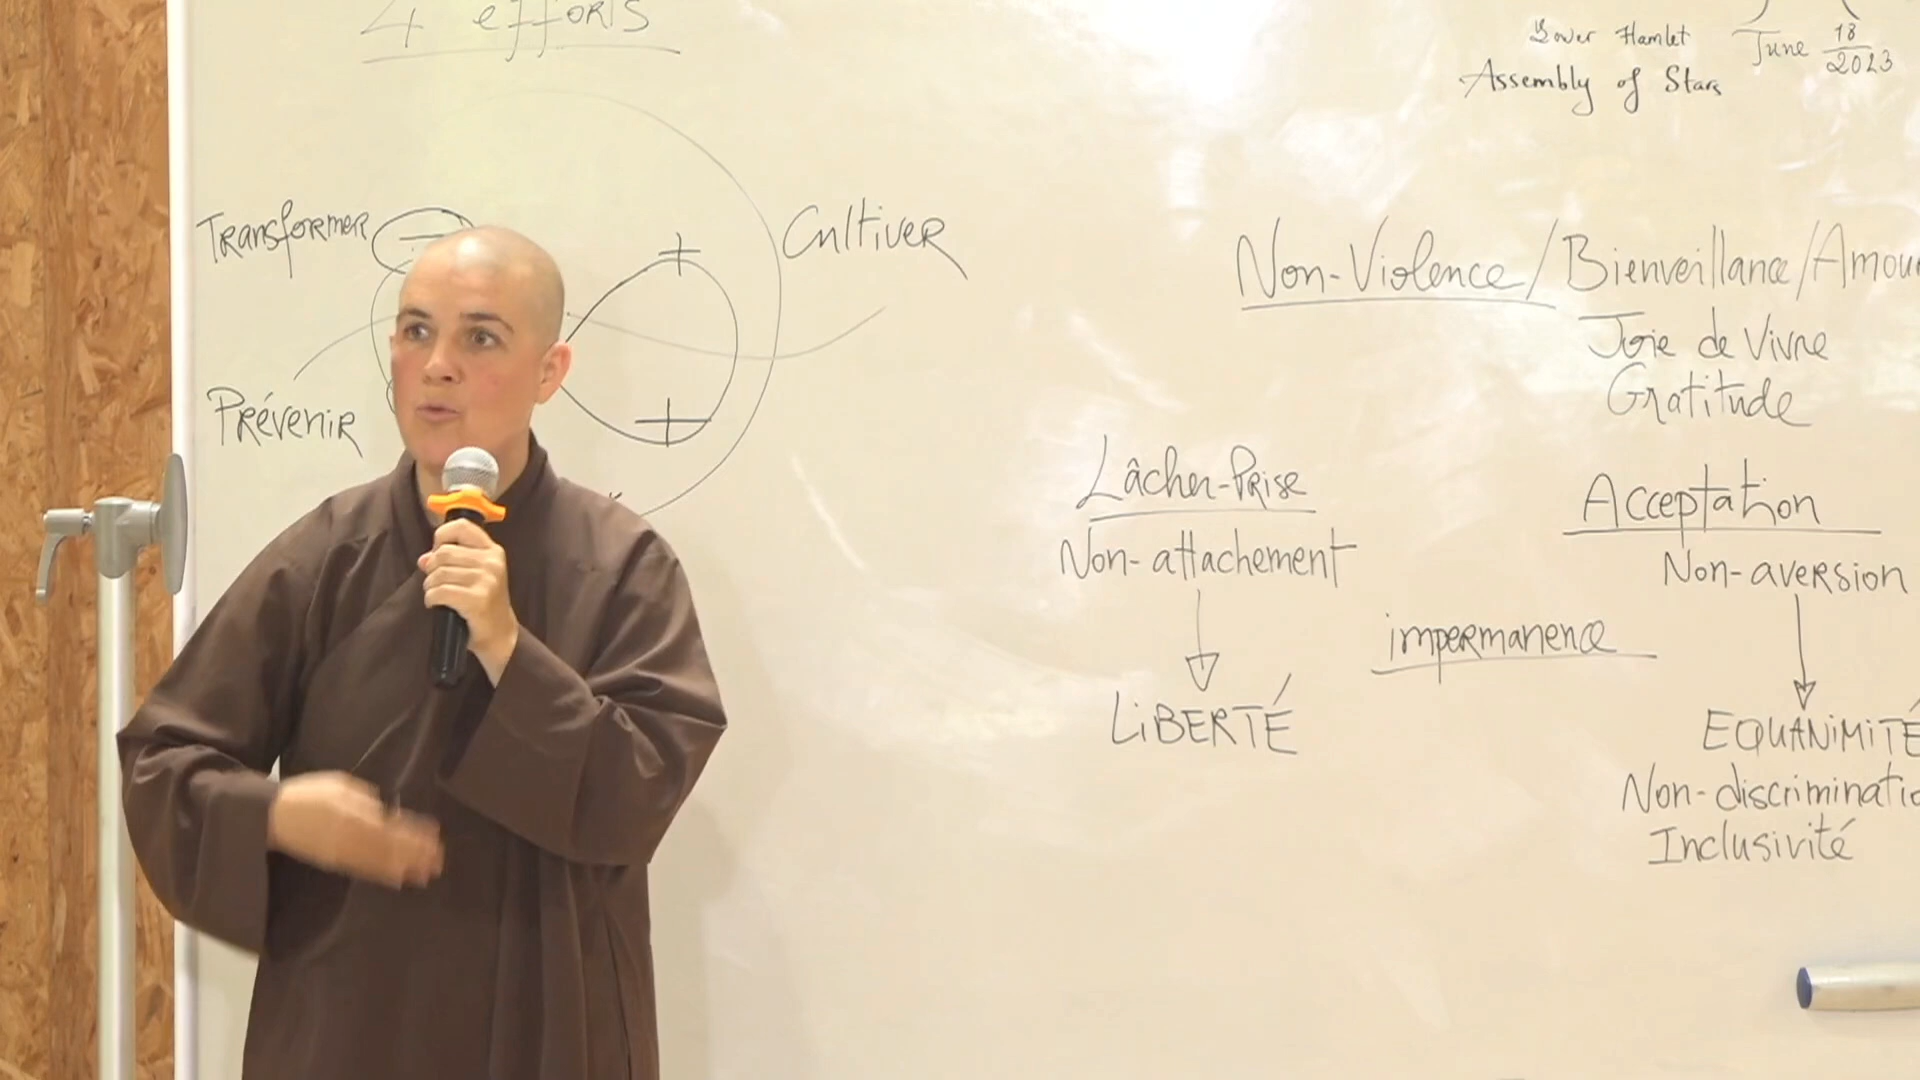 4 efforts
Lower Hamlet
June 18
2023
Assembly of Stars
Transformer
−
+
Cultiver
Prévenir
+
Non-Violence / Bienveillance / Amour
Joie de Vivre
Gratitude
Lâcher-Prise
Non-attachement
LiBERTÉ
impermanence
Acceptation
Non-aversion
EQUANiMiTÉ
Non-discriminatio
Inclusivité